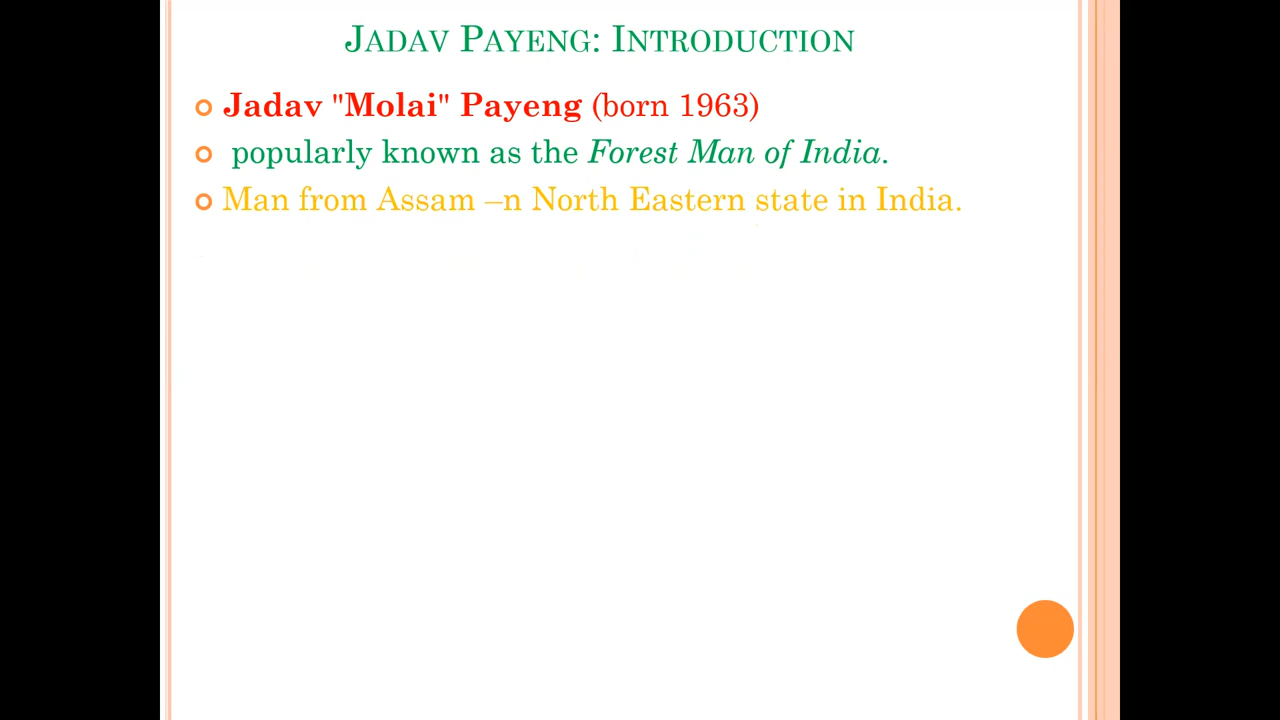 JADAV PAYENG: INTRODUCTION
Jadav "Molai" Payeng (born 1963)
popularly known as the Forest Man of India.
Man from Assam –n North Eastern state in India.